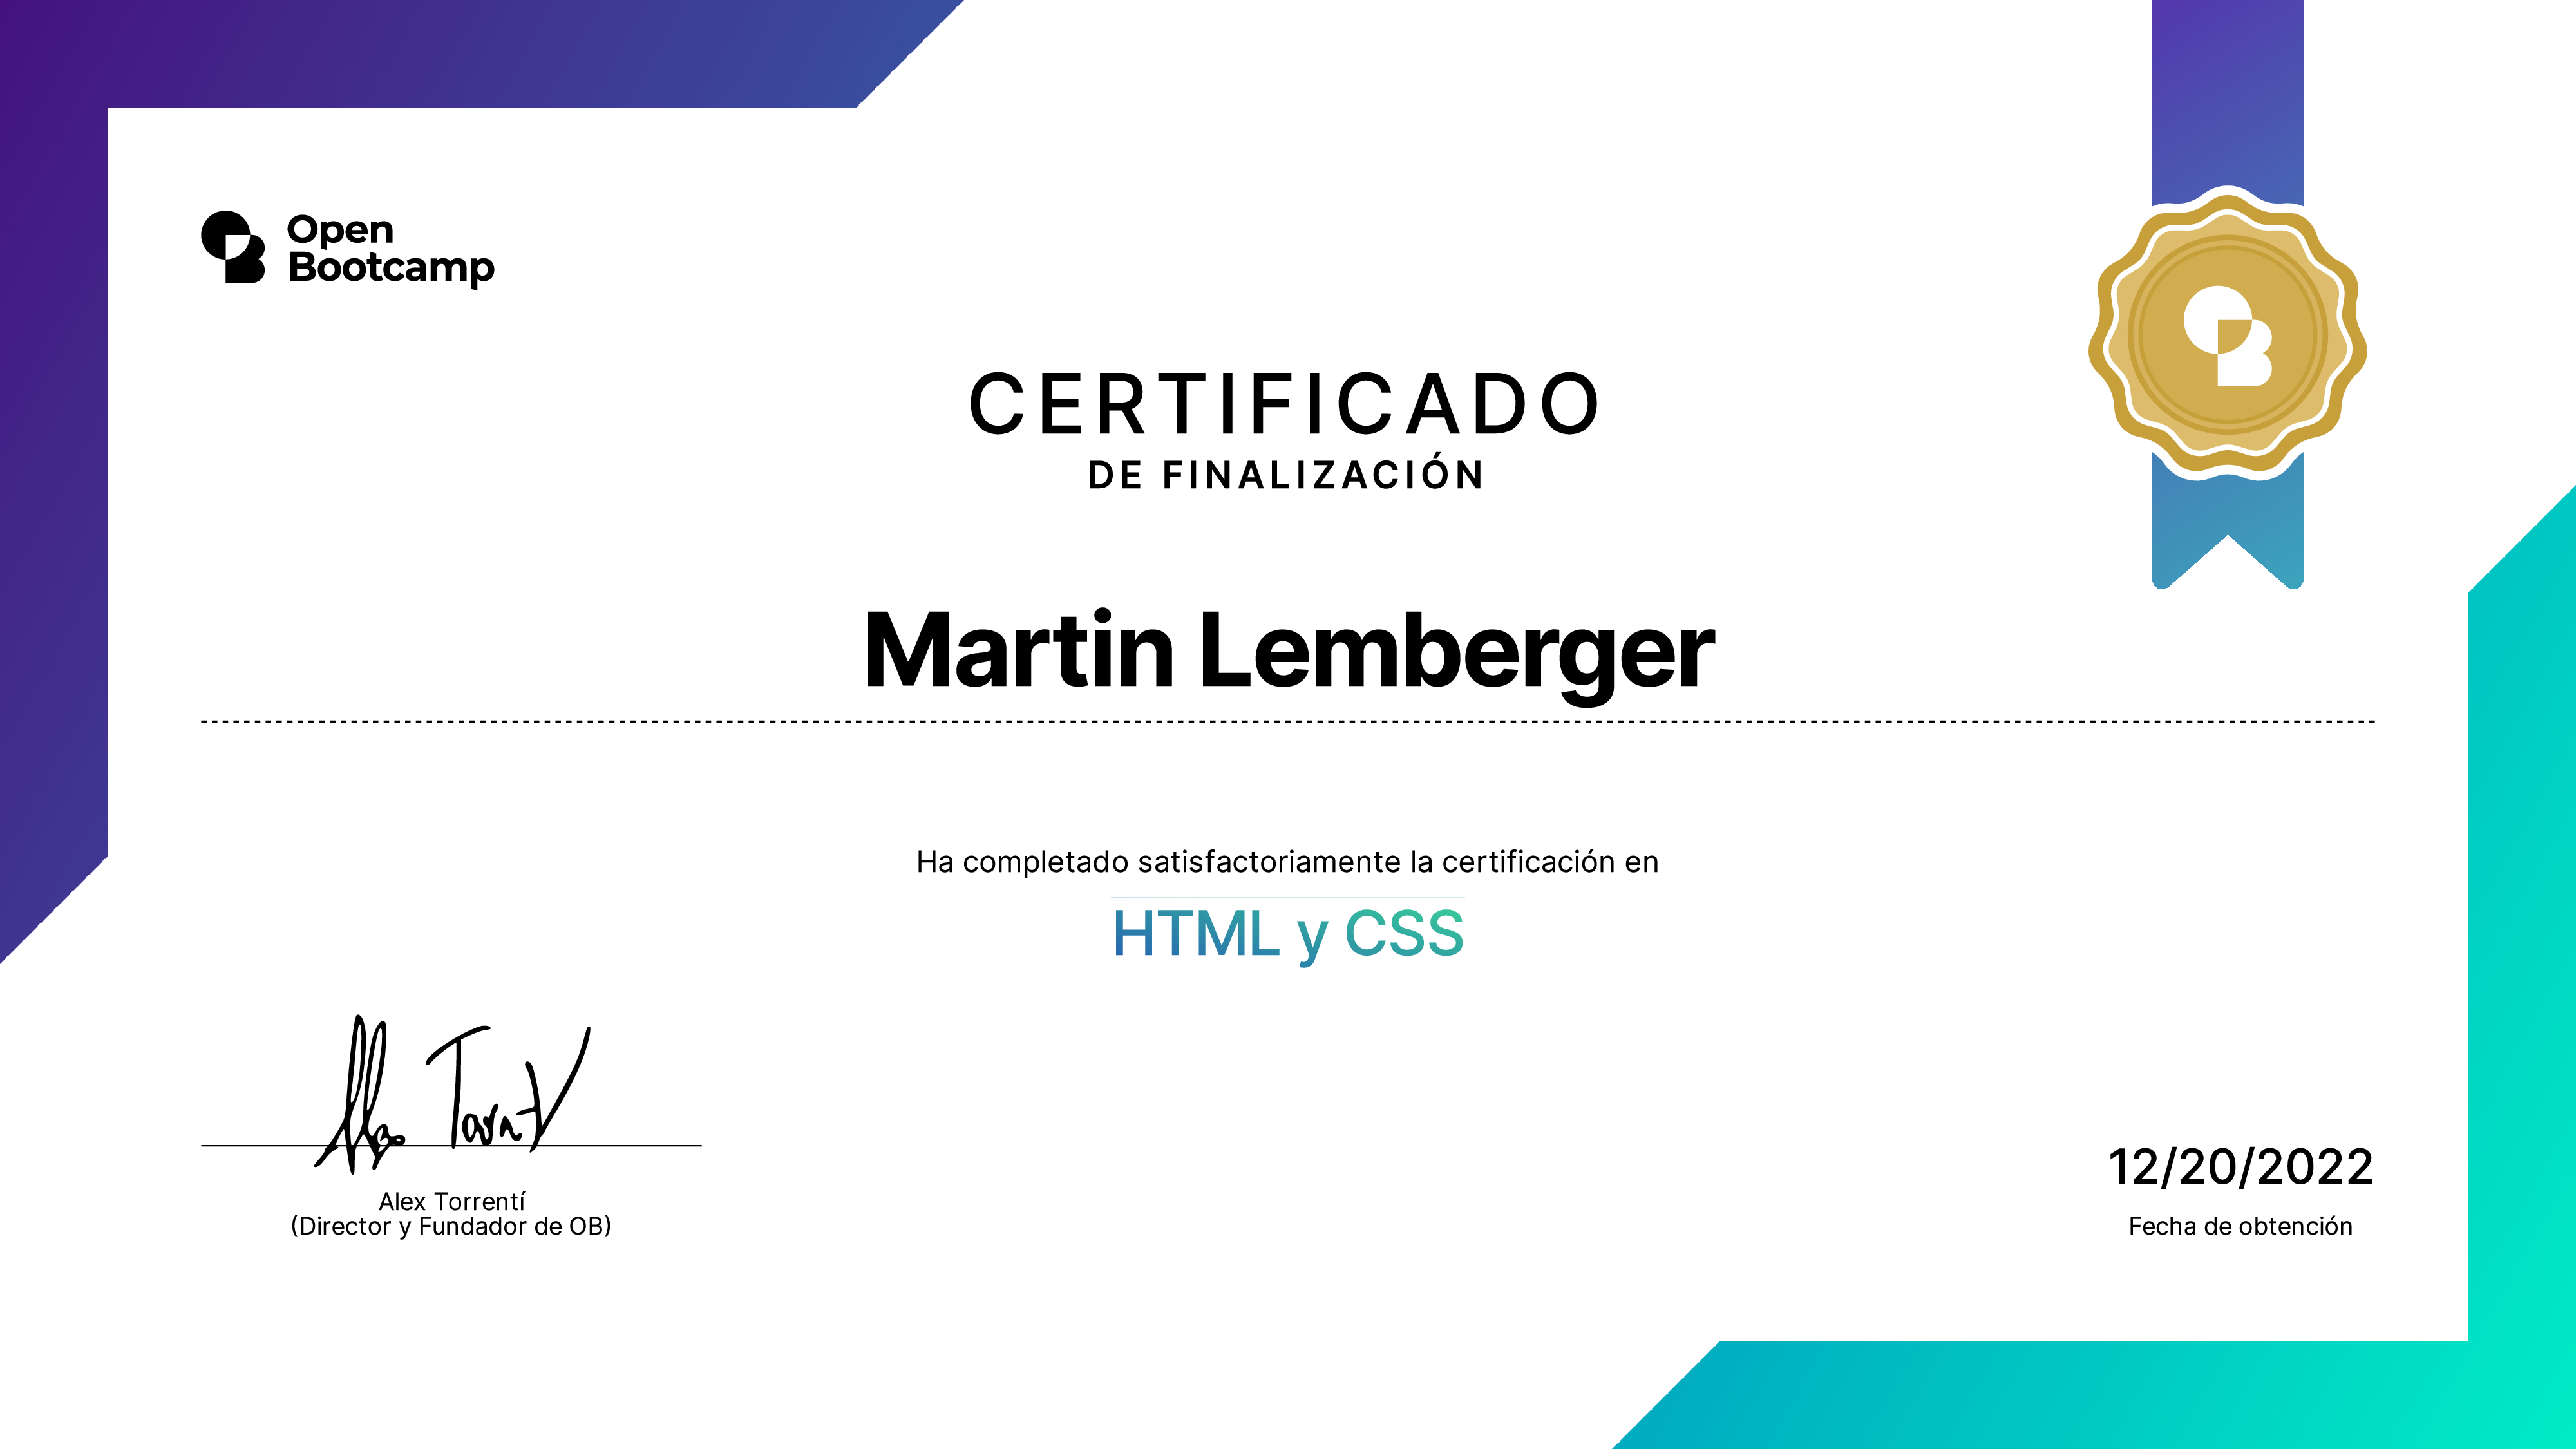 Open
Bootcamp
CERTIFICADO
DE FINALIZACIÓN
Martin Lemberger
Ha completado satisfactoriamente la certificación en
HTML y CSS
Alex Torrentí
(Director y Fundador de OB)
12/20/2022
Fecha de obtención